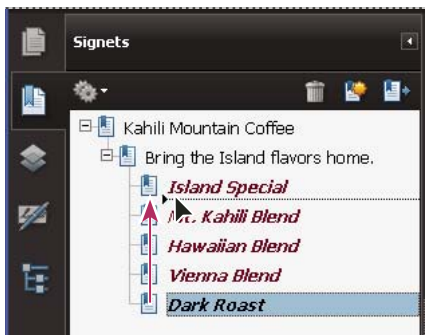 Signets
Kahili Mountain Coffee
Bring the Island flavors home.
Island Special
Kahili Blend
Hawaiian Blend
Vienna Blend
Dark Roast